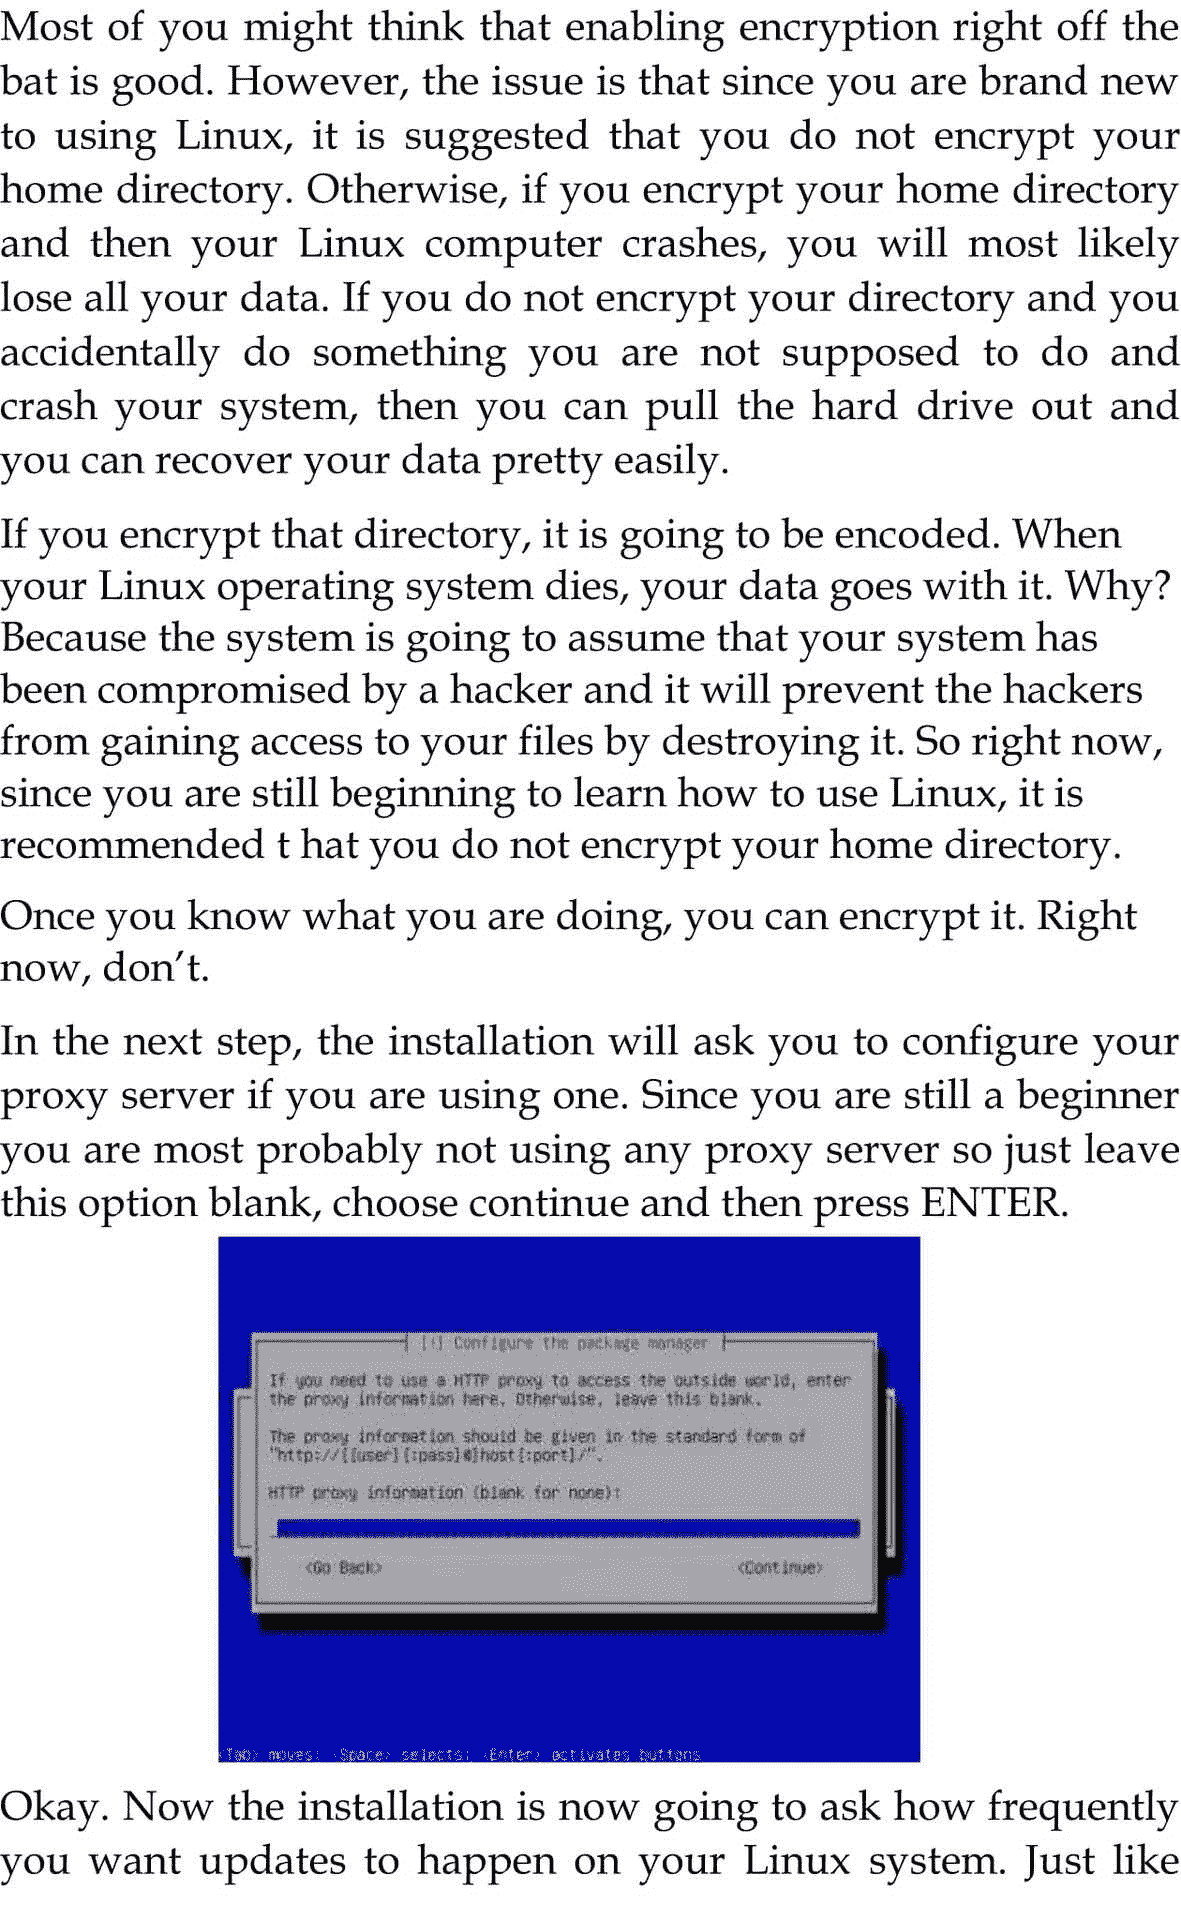 Most of you might think that enabling encryption right off the
bat is good. However, the issue is that since you are brand new
to using Linux, it is suggested that you do not encrypt your
home directory. Otherwise, if you encrypt your home directory
and then your Linux computer crashes, you will most likely
lose all your data. If you do not encrypt your directory and you
accidentally do something you are not supposed to do and
crash your system, then you can pull the hard drive out and
you can recover your data pretty easily.
If you encrypt that directory, it is going to be encoded. When
your Linux operating system dies, your data goes with it. Why?
Because the system is going to assume that your system has
been compromised by a hacker and it will prevent the hackers
from gaining access to your files by destroying it. So right now,
since you are still beginning to learn how to use Linux, it is
recommended t hat you do not encrypt your home directory.
Once you know what you are doing, you can encrypt it. Right
now, don’t.
In the next step, the installation will ask you to configure your
proxy server if you are using one. Since you are still a beginner
you are most probably not using any proxy server so just leave
this option blank, choose continue and then press ENTER.
[!] Configure the package manager
If you need to use a HTTP proxy to access the outside world, enter
the proxy information here. Otherwise, leave this blank.
The proxy information should be given in the standard form of
"http://[[user][:pass]@]host[:port]/".
HTTP proxy information (blank for none):
<Go Back> <Continue>
<Tab> moves; <Space> selects; <Enter> activates buttons
Okay. Now the installation is now going to ask how frequently
you want updates to happen on your Linux system. Just like